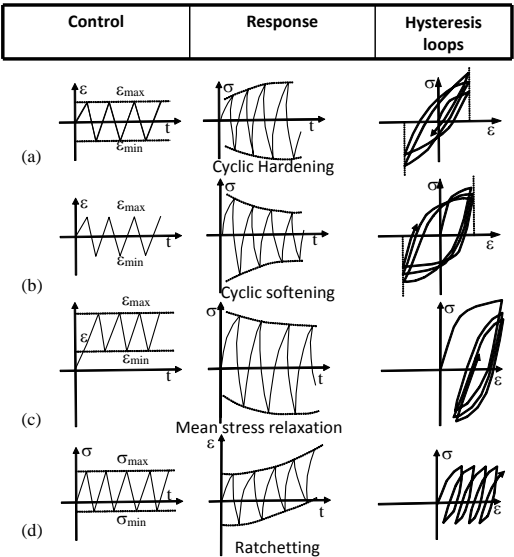 Control Response Hysteresis loops
ε εmax t εmin
σ t
σ ε
(a) Cyclic Hardening
ε εmax t εmin
σ t
σ ε
(b) Cyclic softening
εmax ε εmin t
σ t
σ ε
(c) Mean stress relaxation
σ σmax t σmin
ε t
σ ε
(d) Ratchetting